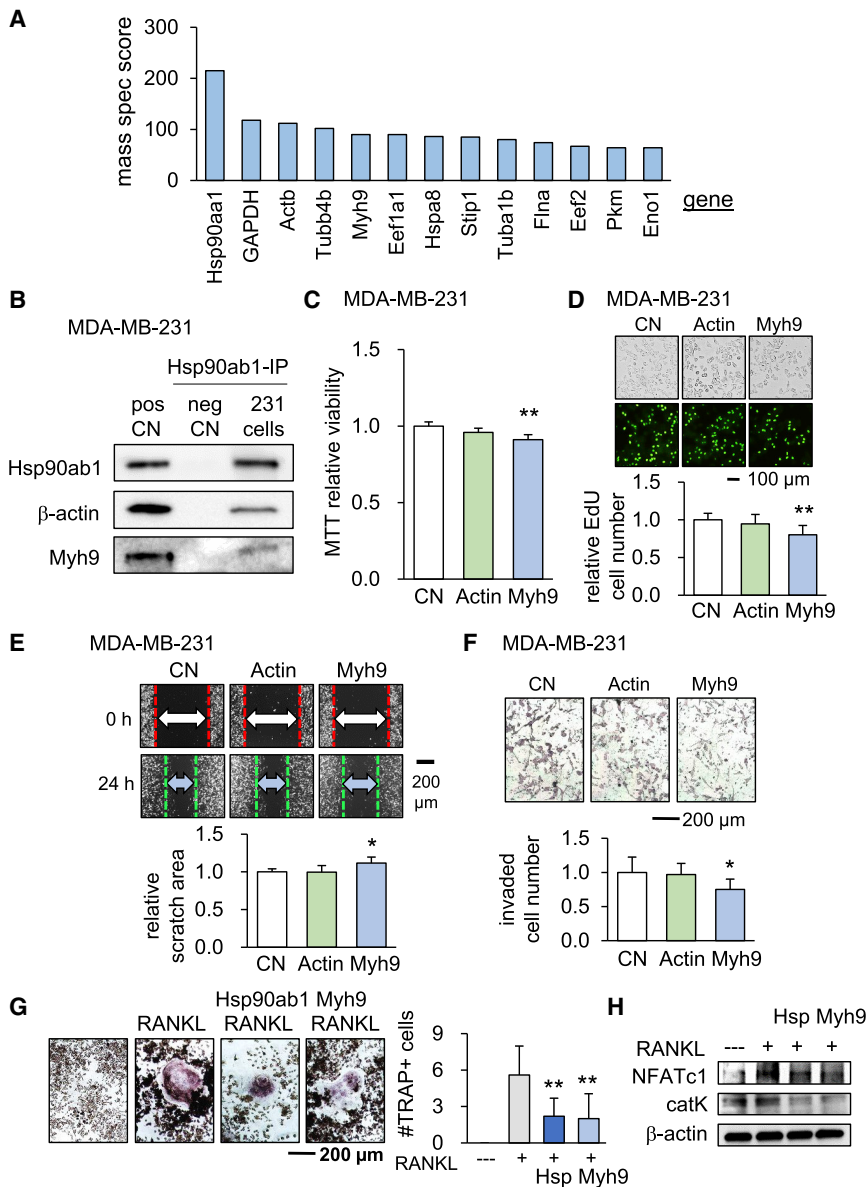 A
mass spec score
300
200
100
0
Hsp90aa1
GAPDH
Actb
Tubb4b
Myh9
Eef1a1
Hspa8
Stip1
Tuba1b
Flna
Eef2
Pkm
Eno1
gene
B
MDA-MB-231
Hsp90ab1-IP
pos CN
neg CN
231 cells
Hsp90ab1
β-actin
Myh9
C
MDA-MB-231
MTT relative viability
1.5
1.0
0.5
0.0
**
CN Actin Myh9
D
MDA-MB-231
CN Actin Myh9
100 µm
relative EdU
cell number
1.5
1.0
0.5
0.0
**
CN Actin Myh9
E
MDA-MB-231
CN Actin Myh9
0 h
24 h
200
µm
relative
scratch area
1.5
1.0
0.5
0.0
*
CN Actin Myh9
F
MDA-MB-231
CN Actin Myh9
200 µm
invaded
cell number
1.5
1.0
0.5
0.0
*
CN Actin Myh9
G
Hsp90ab1 Myh9
RANKL RANKL RANKL
200 µm
#TRAP+ cells
9
6
3
0
** **
RANKL --- + + +
Hsp Myh9
H
Hsp Myh9
RANKL --- + + +
NFATc1
catK
β-actin